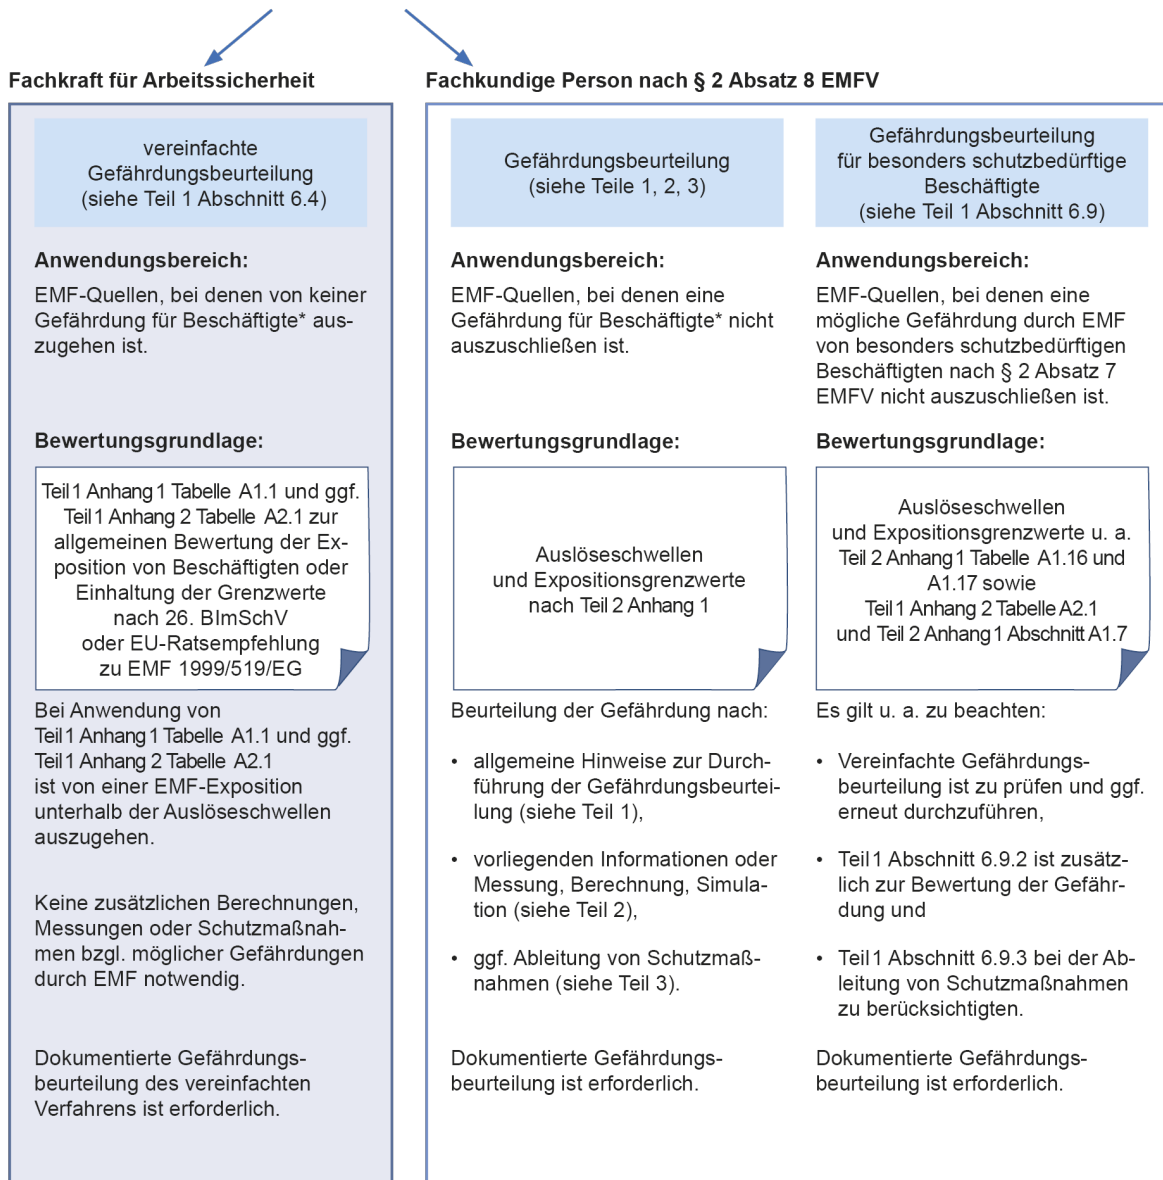 Fachkraft für Arbeitssicherheit
vereinfachte
Gefährdungsbeurteilung
(siehe Teil 1 Abschnitt 6.4)
Anwendungsbereich:
EMF-Quellen, bei denen von keiner
Gefährdung für Beschäftigte* aus-
zugehen ist.
Bewertungsgrundlage:
Teil 1 Anhang 1 Tabelle A1.1 und ggf.
Teil 1 Anhang 2 Tabelle A2.1 zur
allgemeinen Bewertung der Ex-
position von Beschäftigten oder
Einhaltung der Grenzwerte
nach 26. BImSchV
oder EU-Ratsempfehlung
zu EMF 1999/519/EG
Bei Anwendung von
Teil 1 Anhang 1 Tabelle A1.1 und ggf.
Teil 1 Anhang 2 Tabelle A2.1
ist von einer EMF-Exposition
unterhalb der Auslöseschwellen
auszugehen.
Keine zusätzlichen Berechnungen,
Messungen oder Schutzmaßnah-
men bzgl. möglicher Gefährdungen
durch EMF notwendig.
Dokumentierte Gefährdungs-
beurteilung des vereinfachten
Verfahrens ist erforderlich.
Fachkundige Person nach § 2 Absatz 8 EMFV
Gefährdungsbeurteilung
(siehe Teile 1, 2, 3)
Anwendungsbereich:
EMF-Quellen, bei denen eine
Gefährdung für Beschäftigte* nicht
auszuschließen ist.
Bewertungsgrundlage:
Auslöseschwellen
und Expositionsgrenzwerte
nach Teil 2 Anhang 1
Beurteilung der Gefährdung nach:
• allgemeine Hinweise zur Durch-
führung der Gefährdungsbeurtei-
lung (siehe Teil 1),
• vorliegenden Informationen oder
Messung, Berechnung, Simula-
tion (siehe Teil 2),
• ggf. Ableitung von Schutzmaß-
nahmen (siehe Teil 3).
Dokumentierte Gefährdungs-
beurteilung ist erforderlich.
Gefährdungsbeurteilung
für besonders schutzbedürftige
Beschäftigte
(siehe Teil 1 Abschnitt 6.9)
Anwendungsbereich:
EMF-Quellen, bei denen eine
mögliche Gefährdung durch EMF
von besonders schutzbedürftigen
Beschäftigten nach § 2 Absatz 7
EMFV nicht auszuschließen ist.
Bewertungsgrundlage:
Auslöseschwellen
und Expositionsgrenzwerte u. a.
Teil 2 Anhang 1 Tabelle A1.16 und
A1.17 sowie
Teil 1 Anhang 2 Tabelle A2.1
und Teil 2 Anhang 1 Abschnitt A1.7
Es gilt u. a. zu beachten:
• Vereinfachte Gefährdungs-
beurteilung ist zu prüfen und ggf.
erneut durchzuführen,
• Teil 1 Abschnitt 6.9.2 ist zusätz-
lich zur Bewertung der Gefähr-
dung und
• Teil 1 Abschnitt 6.9.3 bei der Ab-
leitung von Schutzmaßnahmen
zu berücksichtigten.
Dokumentierte Gefährdungs-
beurteilung ist erforderlich.